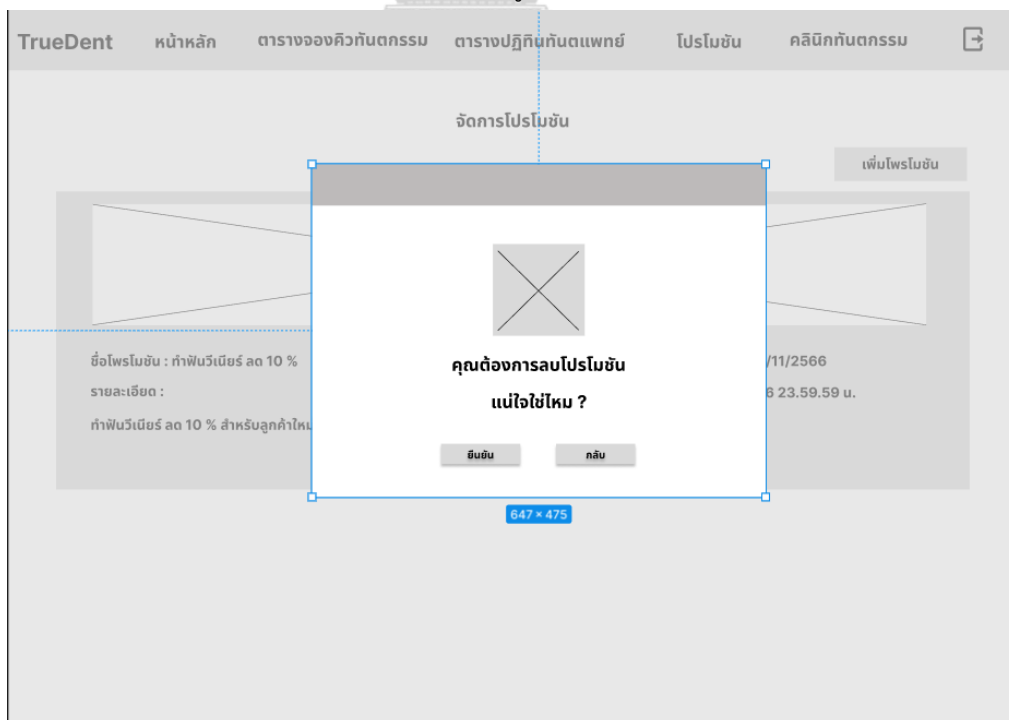 TrueDent หน้าหลัก ตารางจองคิวทันตกรรม ตารางปฏิทินทันตแพทย์ โปรโมชัน คลินิกทันตกรรม
จัดการโปรโมชัน
เพิ่มโพรโมชัน
ชื่อโพรโมชัน : ทำฟันวีเนียร์ ลด 10 % /11/2566
รายละเอียด : 6 23.59.59 น.
ทำฟันวีเนียร์ ลด 10 % สำหรับลูกค้าใหม
คุณต้องการลบโปรโมชัน
แน่ใจใช่ไหม ?
ยืนยัน กลับ
647 × 475